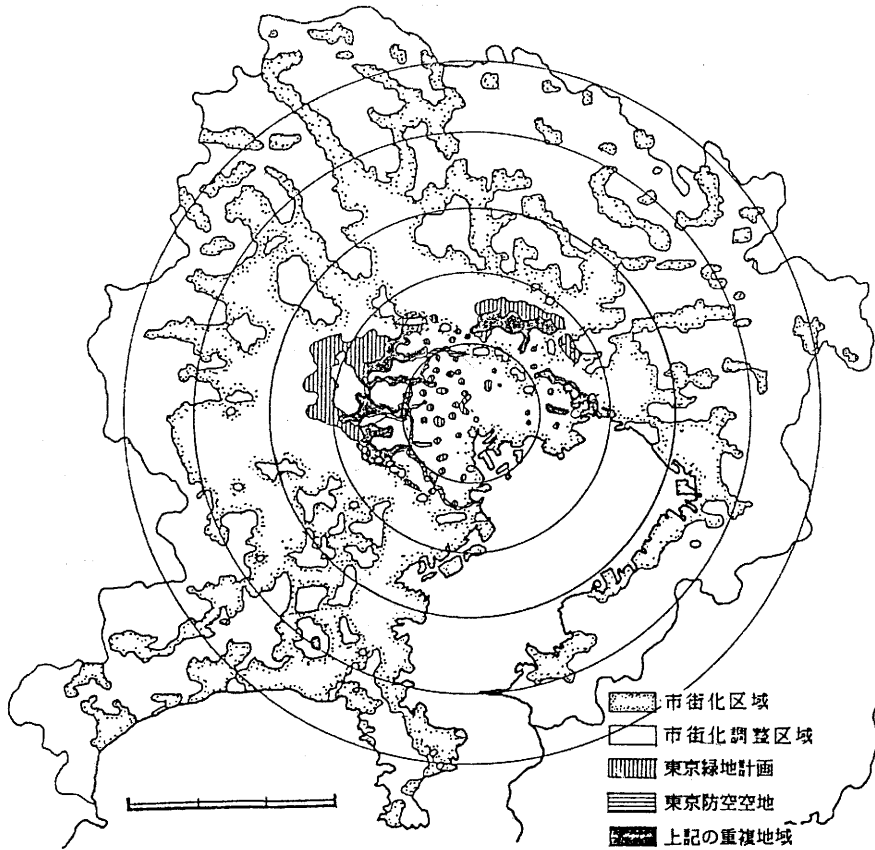 市街化区域
市街化調整区域
東京緑地計画
東京防空空地
上記の重複地域